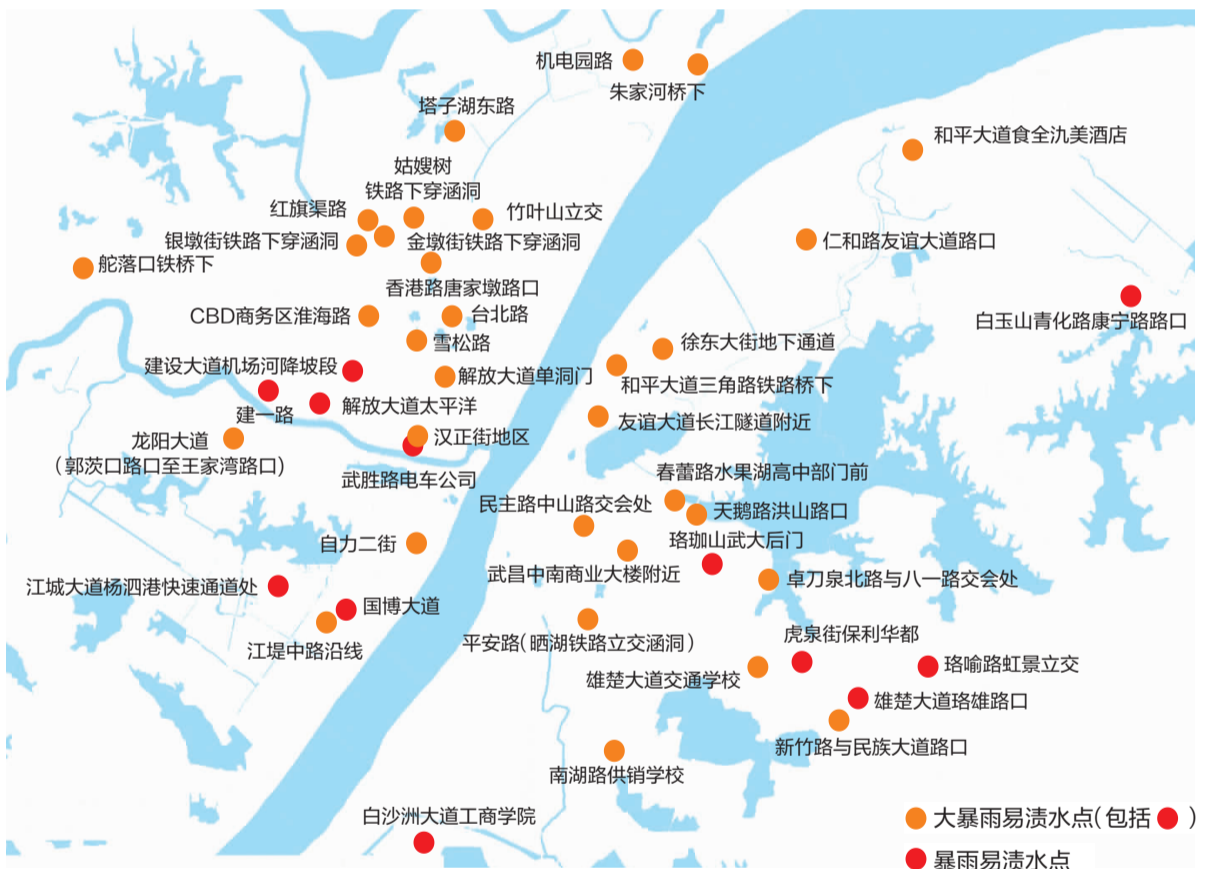 机电园路
朱家河桥下
塔子湖东路
和平大道食全氿美酒店
姑嫂树
铁路下穿涵洞
红旗渠路
竹叶山立交
银墩街铁路下穿涵洞
金墩街铁路下穿涵洞
仁和路友谊大道路口
舵落口铁桥下
香港路唐家墩路口
CBD商务区淮海路
台北路
白玉山青化路康宁路路口
雪松路
徐东大街地下通道
建设大道机场河降坡段
解放大道单洞门
和平大道三角路铁路桥下
建一路
解放大道太平洋
友谊大道长江隧道附近
龙阳大道
（郭茨口路口至王家湾路口）
汉正街地区
武胜路电车公司
春蕾路水果湖高中部门前
民主路中山路交会处
天鹅路洪山路口
自力二街
珞珈山武大后门
武昌中南商业大楼附近
卓刀泉北路与八一路交会处
江城大道杨泗港快速通道处
国博大道
江堤中路沿线
平安路（晒湖铁路立交涵洞）
虎泉街保利华都
雄楚大道交通学校
珞喻路虹景立交
雄楚大道珞雄路口
新竹路与民族大道路口
南湖路供销学校
白沙洲大道工商学院
大暴雨易渍水点（包括 ）
暴雨易渍水点